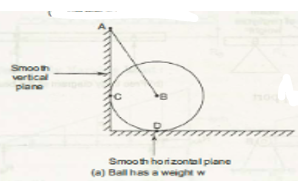 A
Smooth
vertical
plane
C
B
D
Smooth horizontal plane
(a) Ball has a weight w